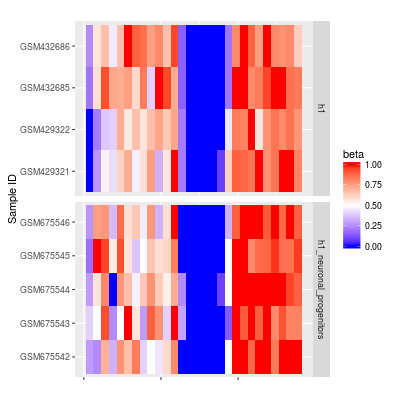 Sample ID
GSM432686
GSM432685
GSM429322
GSM429321
h1
GSM675546
GSM675545
GSM675544
GSM675543
GSM675542
h1_neuronal_progenitors
beta
1.00
0.75
0.50
0.25
0.00